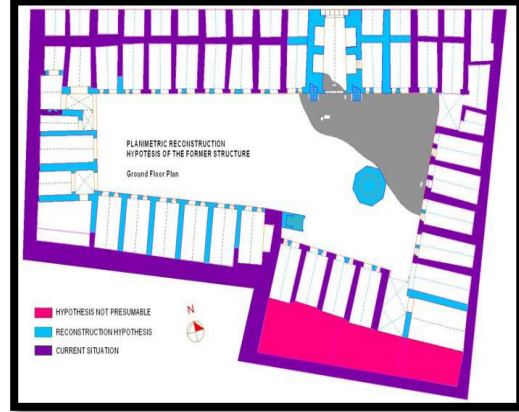 PLANIMETRIC RECONSTRUCTION
HYPOTESIS OF THE FORMER STRUCTURE
Ground Floor Plan
N
HYPOTHESIS NOT PRESUMABLE
RECONSTRUCTION HYPOTHESIS
CURRENT SITUATION